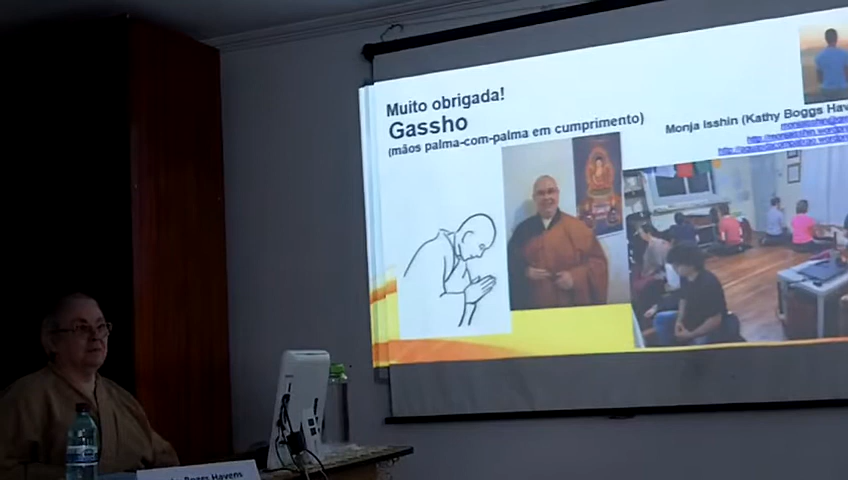 Muito obrigada!
Gassho
(mãos palma-com-palma em cumprimento)
Monja Isshin (Kathy Boggs Hav
Boggs Havens